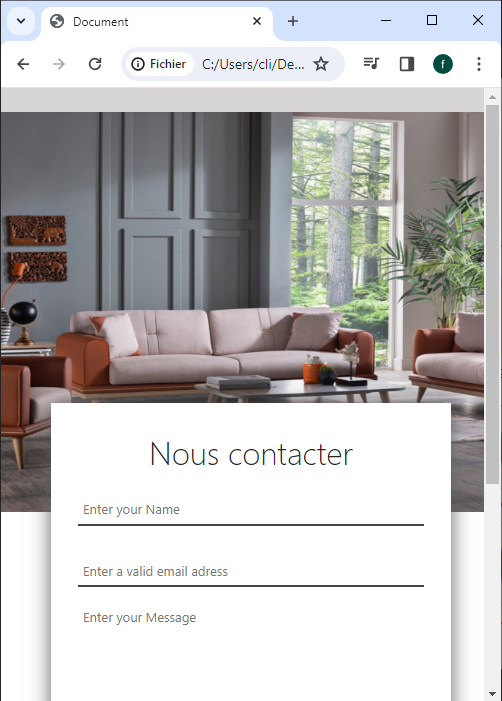 Document
Fichier
C:/Users/cli/De...
f
Nous contacter
Enter your Name
Enter a valid email adress
Enter your Message